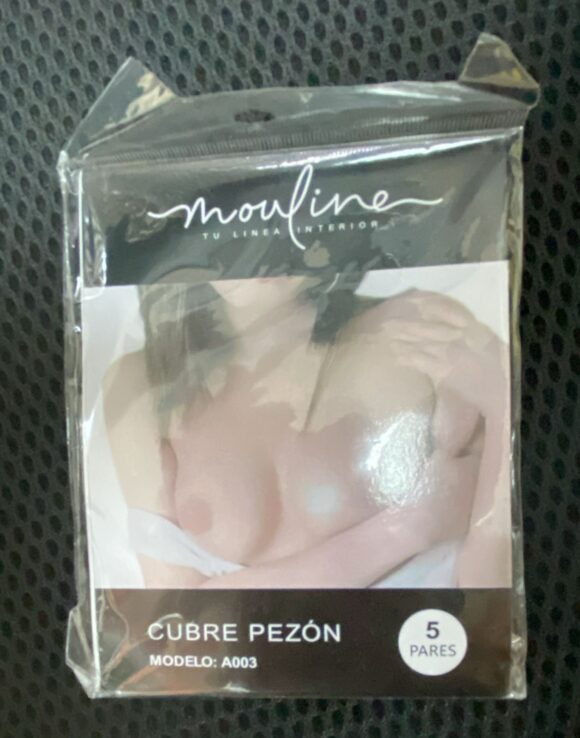 mouline
TU LINEA INTERIOR
CUBRE PEZÓN
MODELO: A003
5
PARES